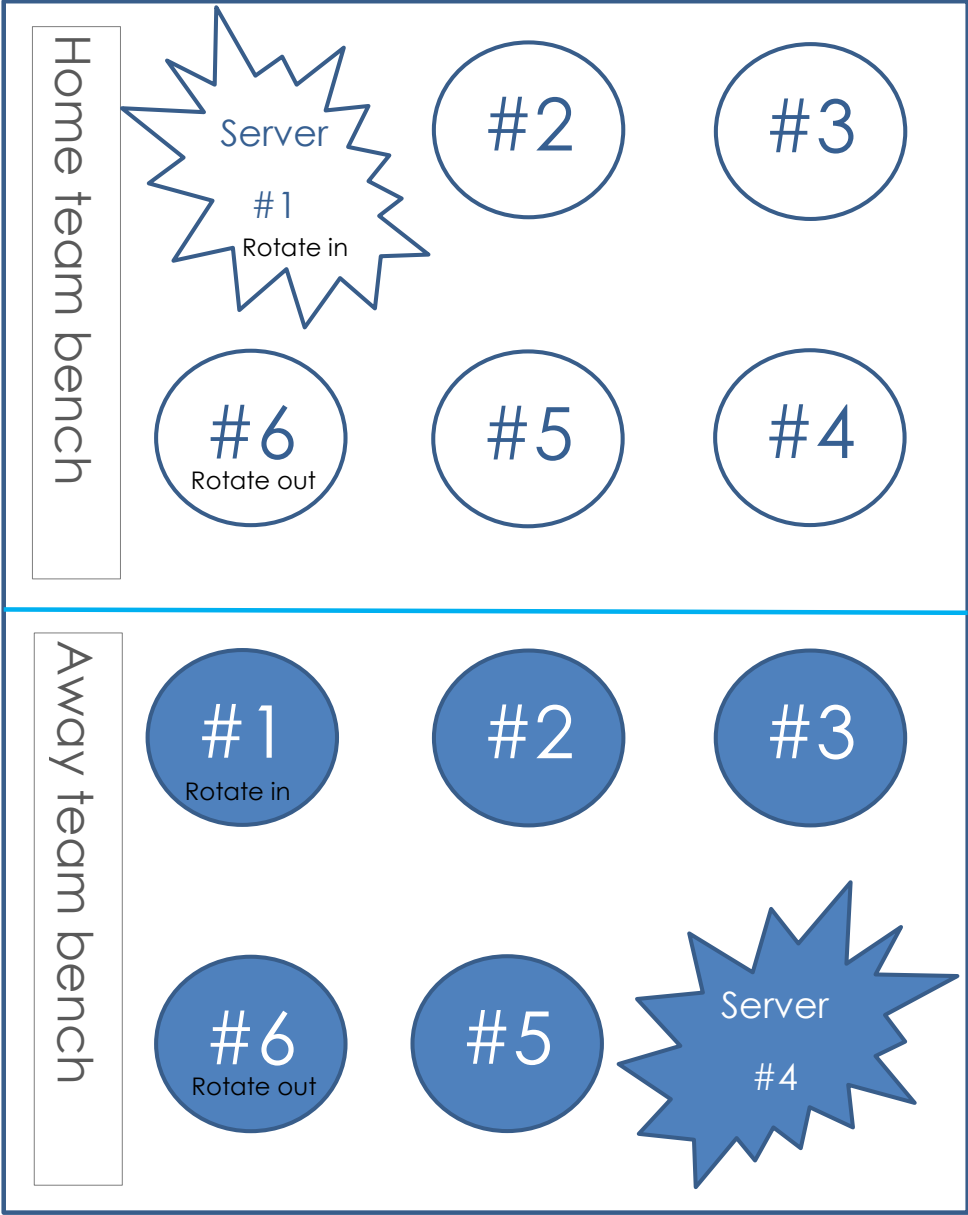 Home team bench
Server
#1
Rotate in
#2
#3
#6
Rotate out
#5
#4
Away team bench
#1
Rotate in
#2
#3
#6
Rotate out
#5
Server
#4